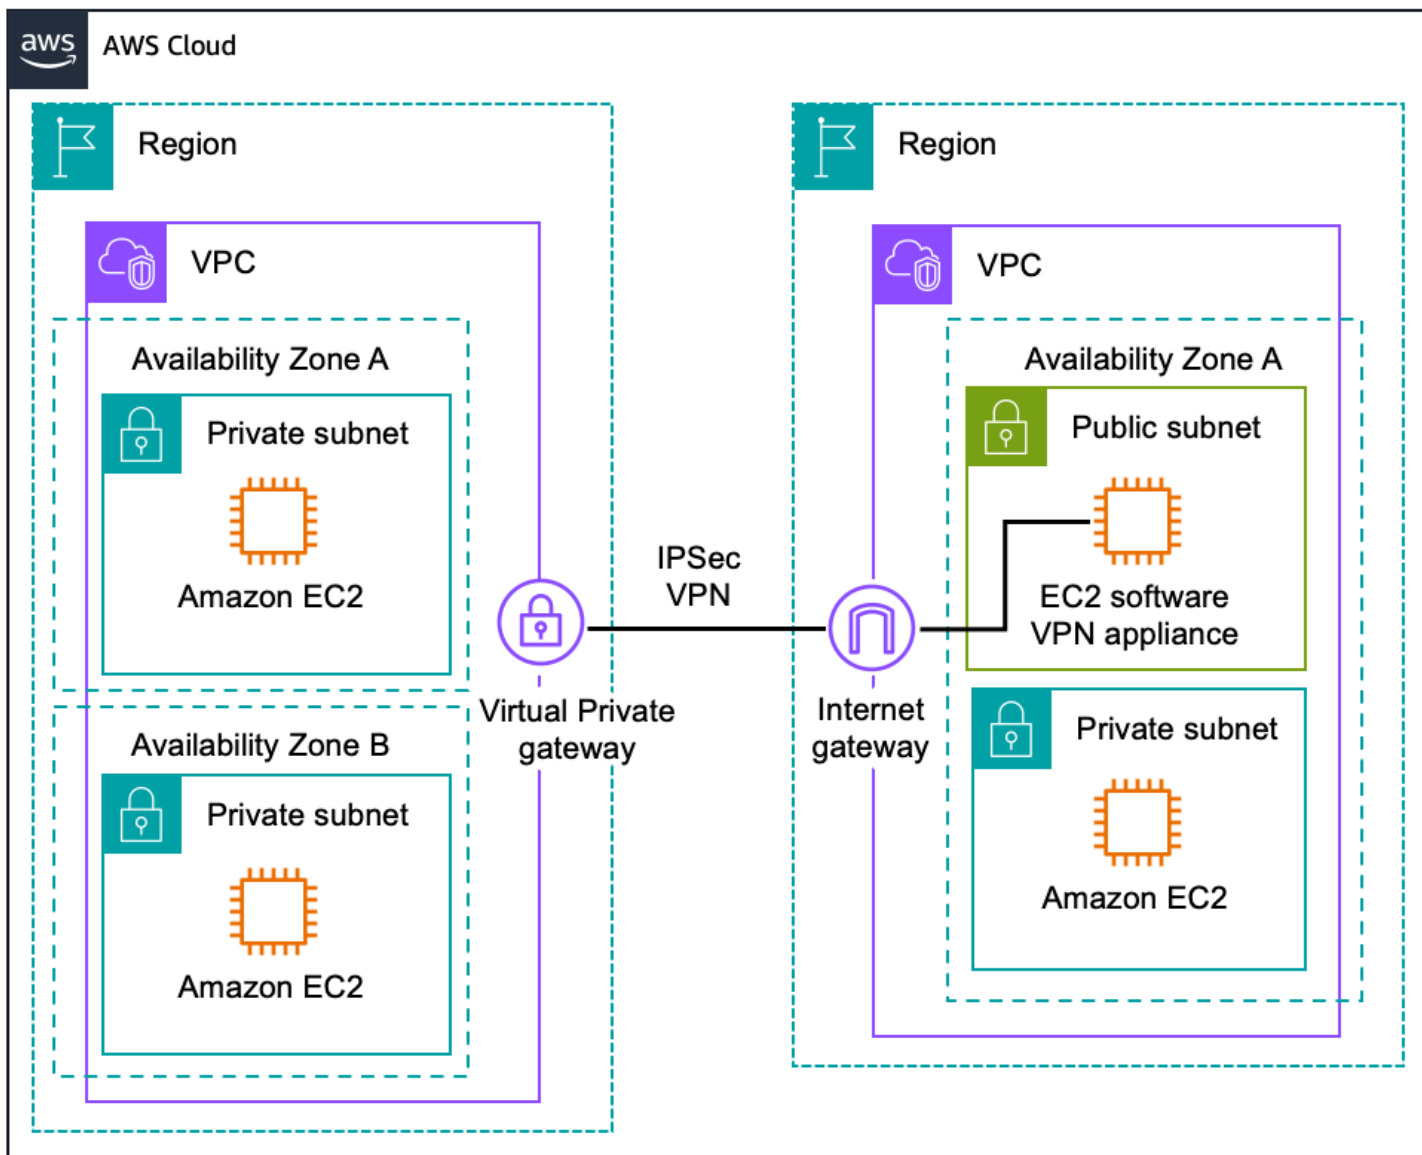 aws
AWS Cloud
Region
VPC
Availability Zone A
Private subnet
Amazon EC2
Availability Zone B
Private subnet
Amazon EC2
Virtual Private
gateway
IPSec
VPN
Region
VPC
Internet
gateway
Availability Zone A
Public subnet
EC2 software
VPN appliance
Private subnet
Amazon EC2